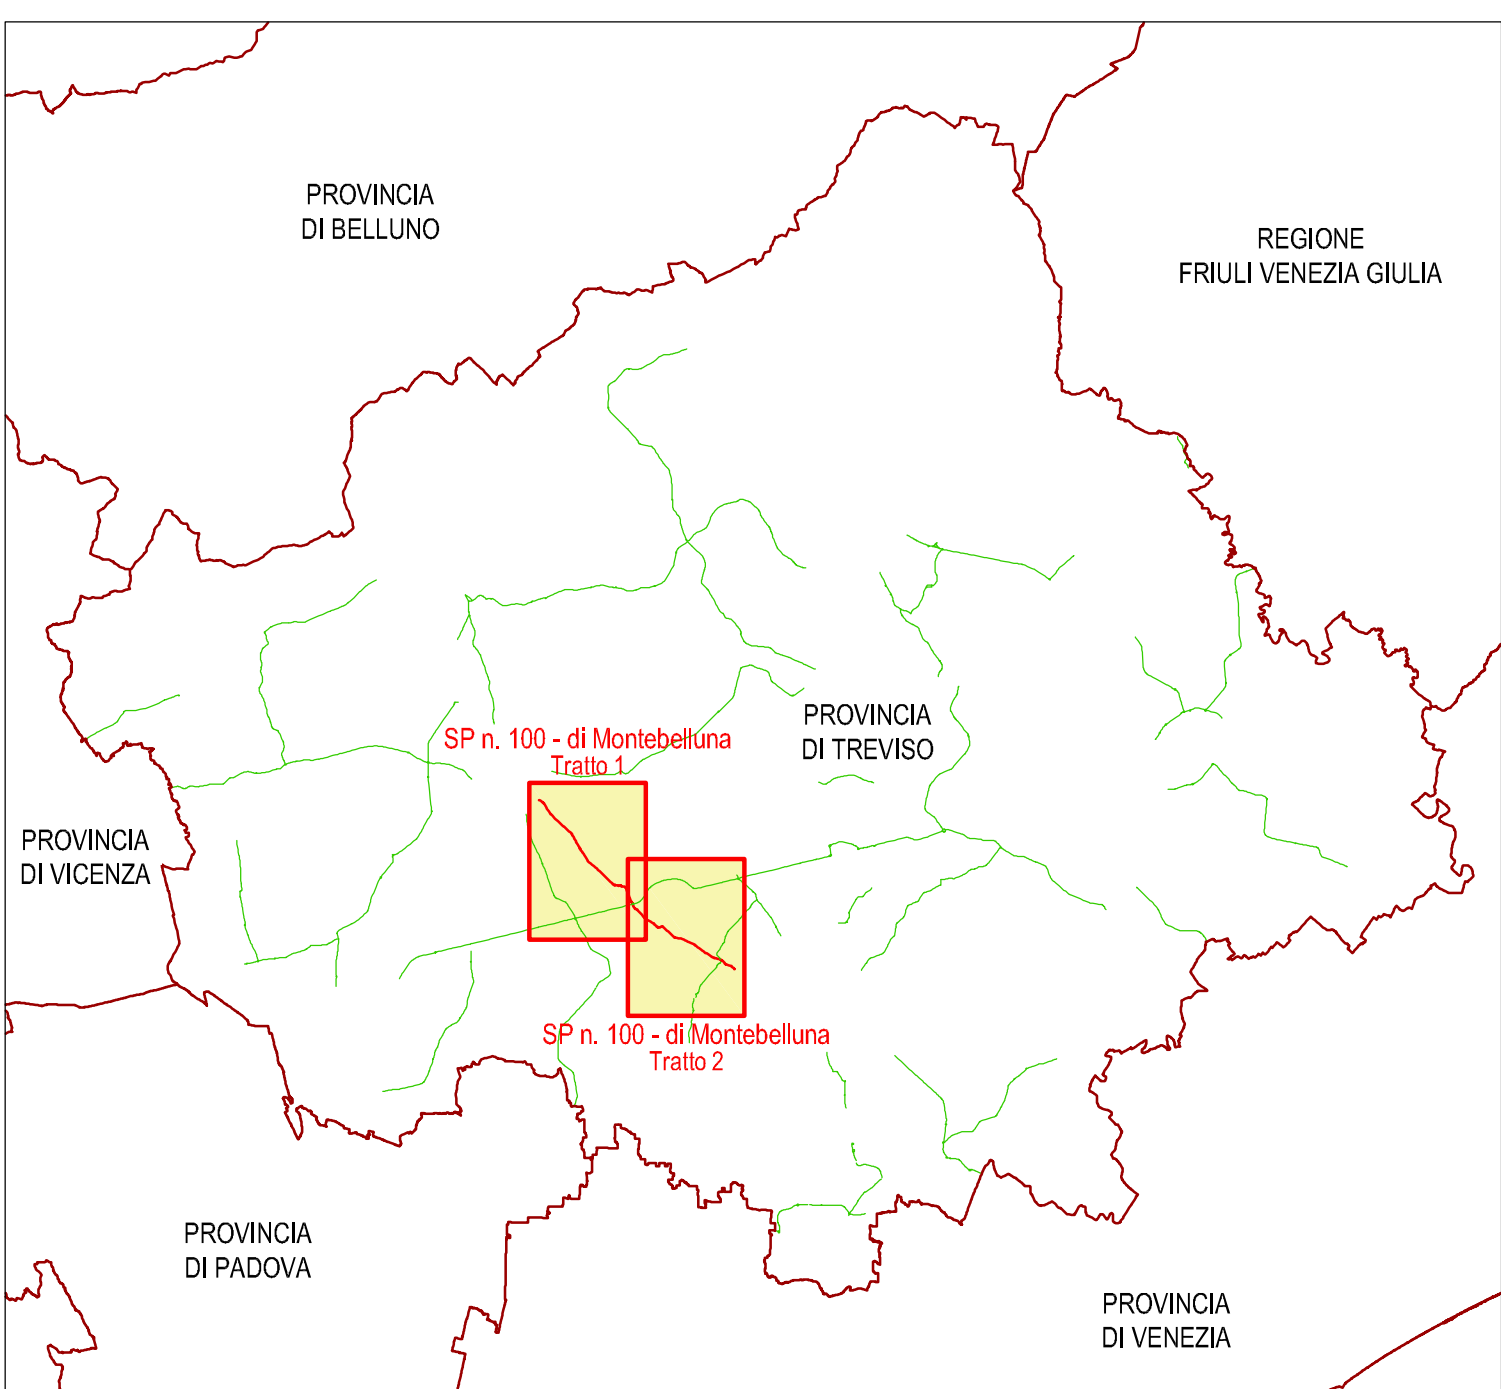 PROVINCIA
DI BELLUNO
REGIONE
FRIULI VENEZIA GIULIA
PROVINCIA
DI TREVISO
SP n. 100 - di Montebelluna
Tratto 1
PROVINCIA
DI VICENZA
SP n. 100 - di Montebelluna
Tratto 2
PROVINCIA
DI PADOVA
PROVINCIA
DI VENEZIA